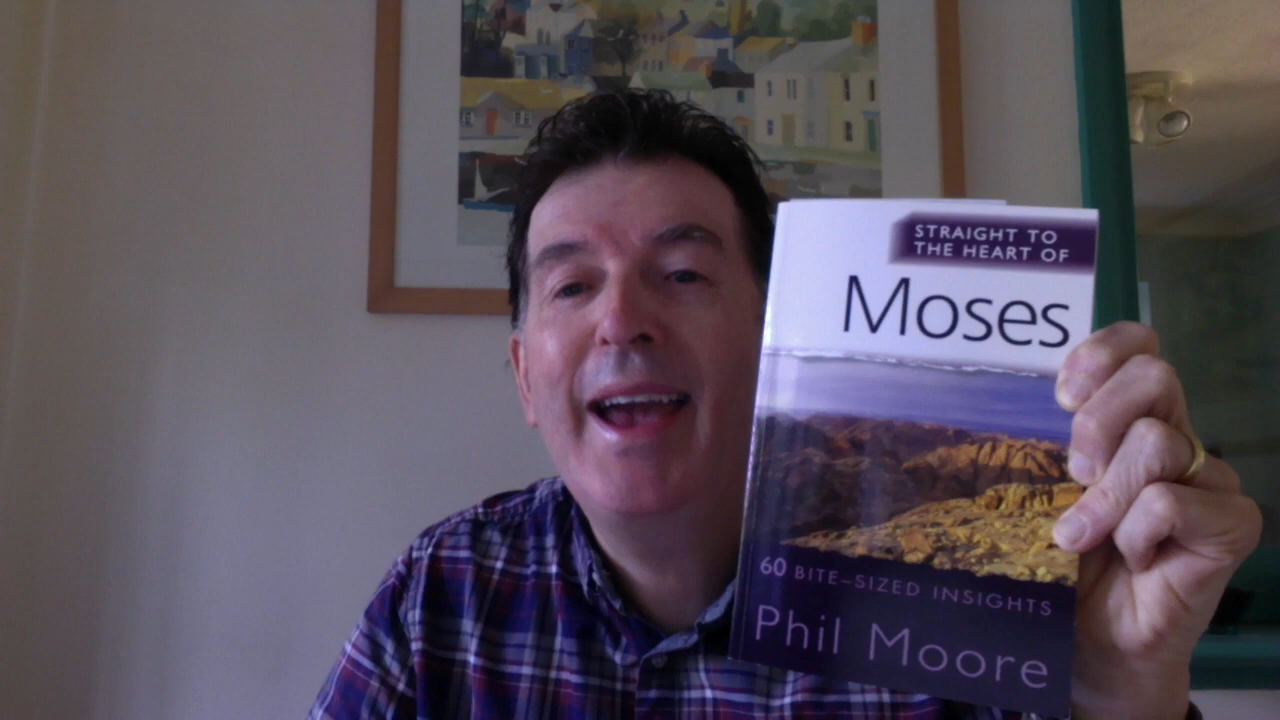 STRAIGHT TO
THE HEART OF
Moses
60 BITE-SIZED INSIGHTS
Phil Moore